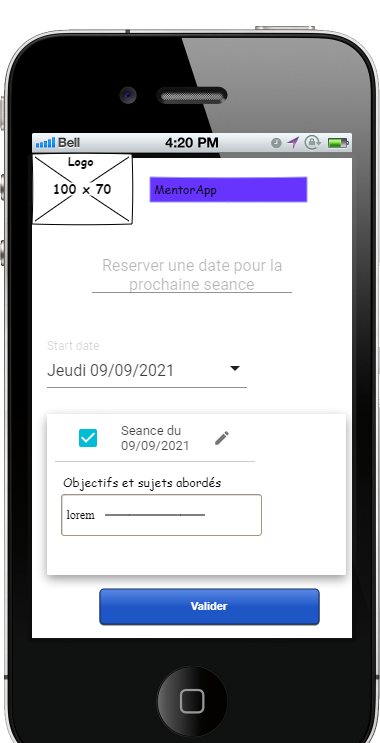 Bell 4:20 PM
Logo
100 x 70
MentorApp
Reserver une date pour la
prochaine seance
Start date
Jeudi 09/09/2021
Seance du
09/09/2021
Objectifs et sujets abordés
lorem
Valider